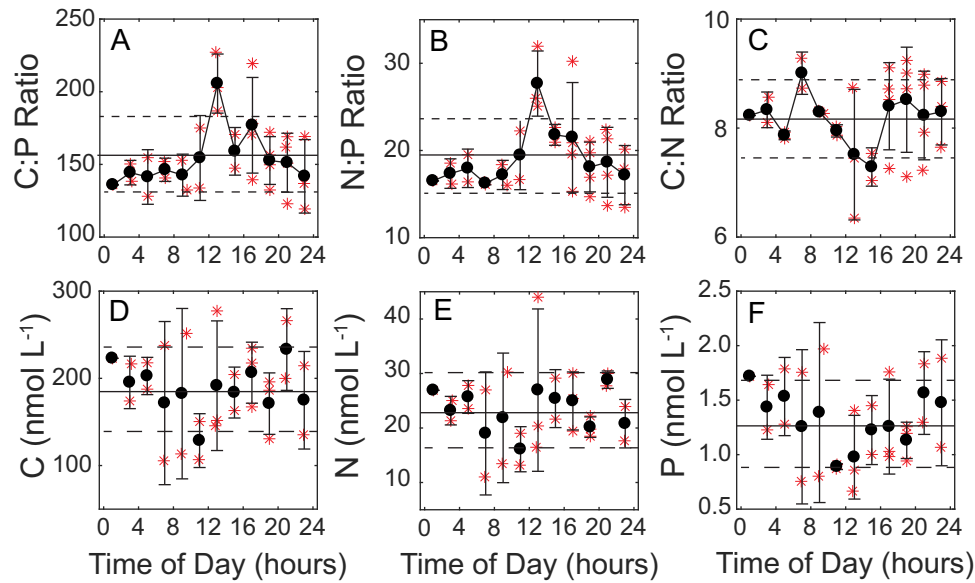 A
C:P Ratio
250
200
150
100
0 4 8 12 16 20 24
B
N:P Ratio
30
20
10
0 4 8 12 16 20 24
C
C:N Ratio
10
8
6
0 4 8 12 16 20 24
D
C (nmol L⁻¹)
300
200
100
0 4 8 12 16 20 24
Time of Day (hours)
E
N (nmol L⁻¹)
40
30
20
10
0 4 8 12 16 20 24
Time of Day (hours)
F
P (nmol L⁻¹)
2.5
2.0
1.5
1.0
0.5
0 4 8 12 16 20 24
Time of Day (hours)